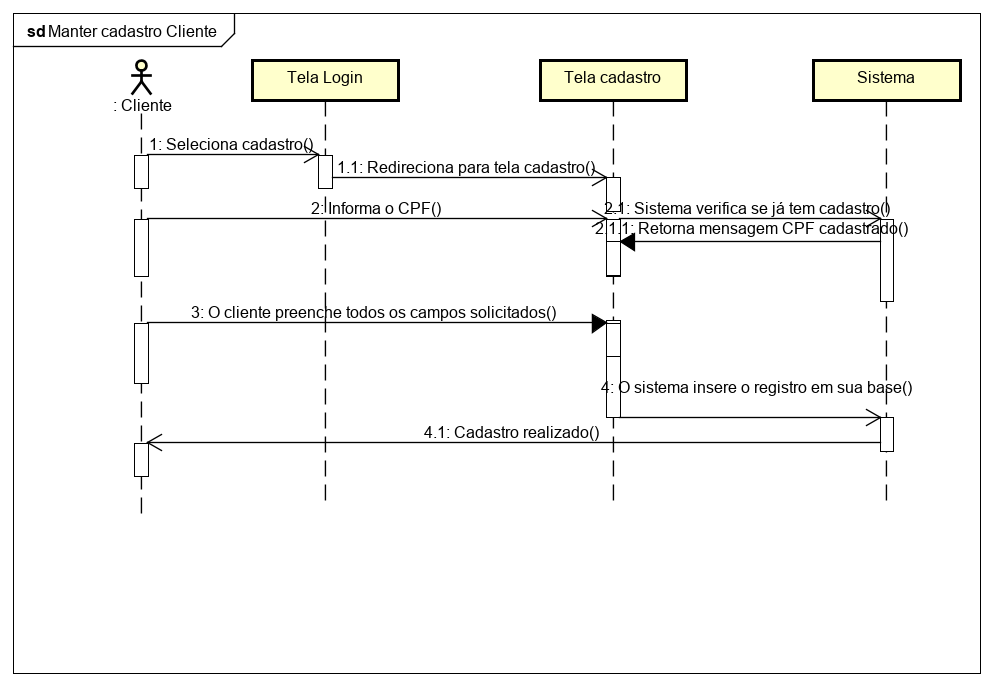 sd Manter cadastro Cliente
: Cliente
Tela Login
Tela cadastro
Sistema
1: Seleciona cadastro()
1.1: Redireciona para tela cadastro()
2: Informa o CPF()
2.1: Sistema verifica se já tem cadastro()
2.1.1: Retorna mensagem CPF cadastrado()
3: O cliente preenche todos os campos solicitados()
4: O sistema insere o registro em sua base()
4.1: Cadastro realizado()